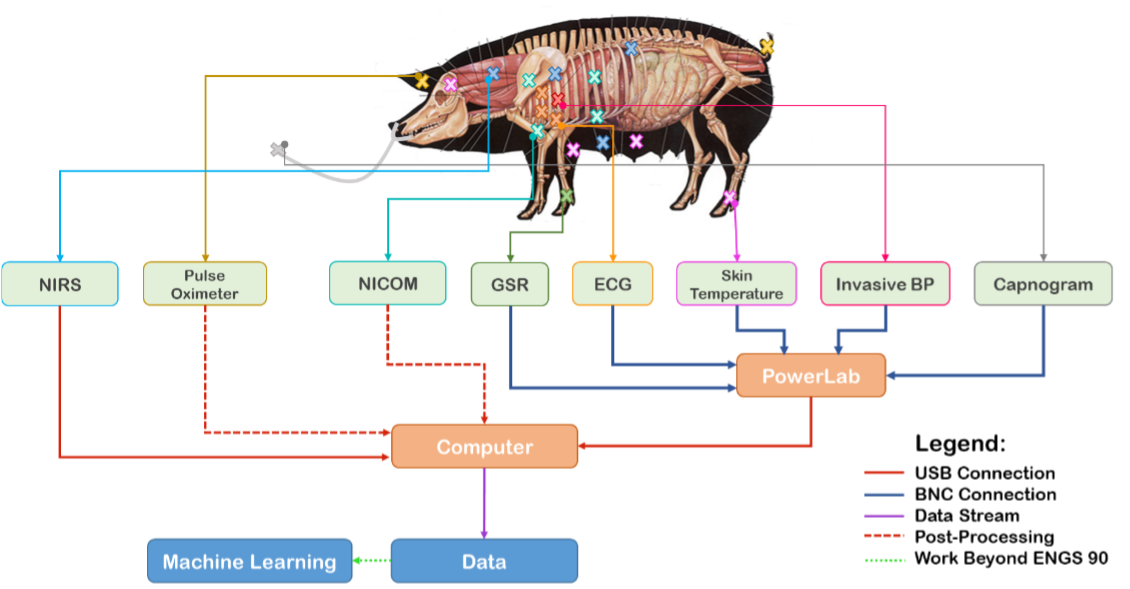 NIRS
Pulse
Oximeter
NICOM
GSR
ECG
Skin
Temperature
Invasive BP
Capnogram
PowerLab
Computer
Machine Learning
Data
Legend:
USB Connection
BNC Connection
Data Stream
Post-Processing
Work Beyond ENGS 90